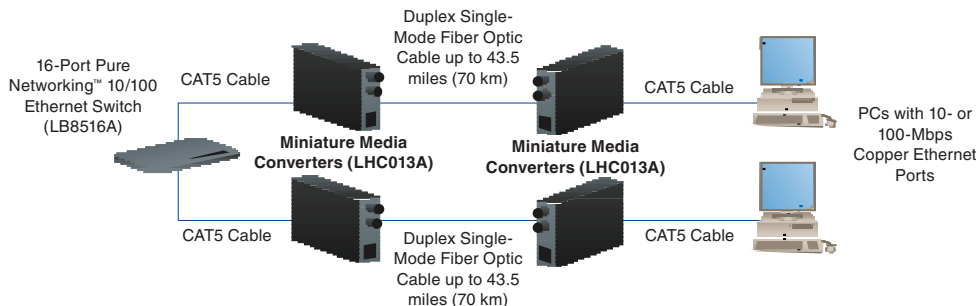 16-Port Pure
Networking™ 10/100
Ethernet Switch
(LB8516A)
CAT5 Cable
Duplex Single-
Mode Fiber Optic
Cable up to 43.5
miles (70 km)
CAT5 Cable
Miniature Media
Converters (LHC013A)
Miniature Media
Converters (LHC013A)
PCs with 10- or
100-Mbps
Copper Ethernet
Ports
CAT5 Cable
Duplex Single-
Mode Fiber Optic
Cable up to 43.5
miles (70 km)
CAT5 Cable